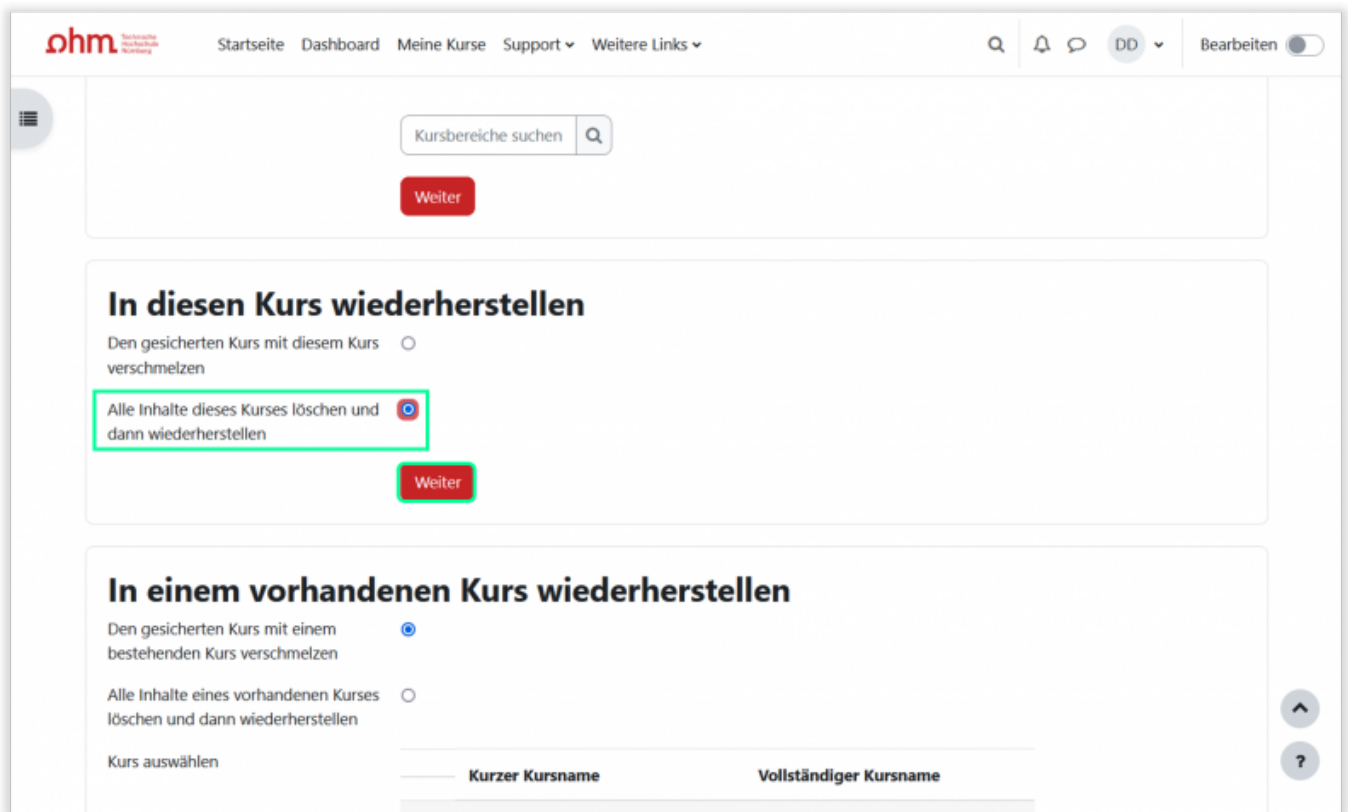 ohm Technische Hochschule Nürnberg Startseite Dashboard Meine Kurse Support Weitere Links DD Bearbeiten
Kursbereiche suchen
Weiter
In diesen Kurs wiederherstellen
Den gesicherten Kurs mit diesem Kurs
verschmelzen
Alle Inhalte dieses Kurses löschen und
dann wiederherstellen
Weiter
In einem vorhandenen Kurs wiederherstellen
Den gesicherten Kurs mit einem
bestehenden Kurs verschmelzen
Alle Inhalte eines vorhandenen Kurses
löschen und dann wiederherstellen
Kurs auswählen
Kurzer Kursname Vollständiger Kursname
?